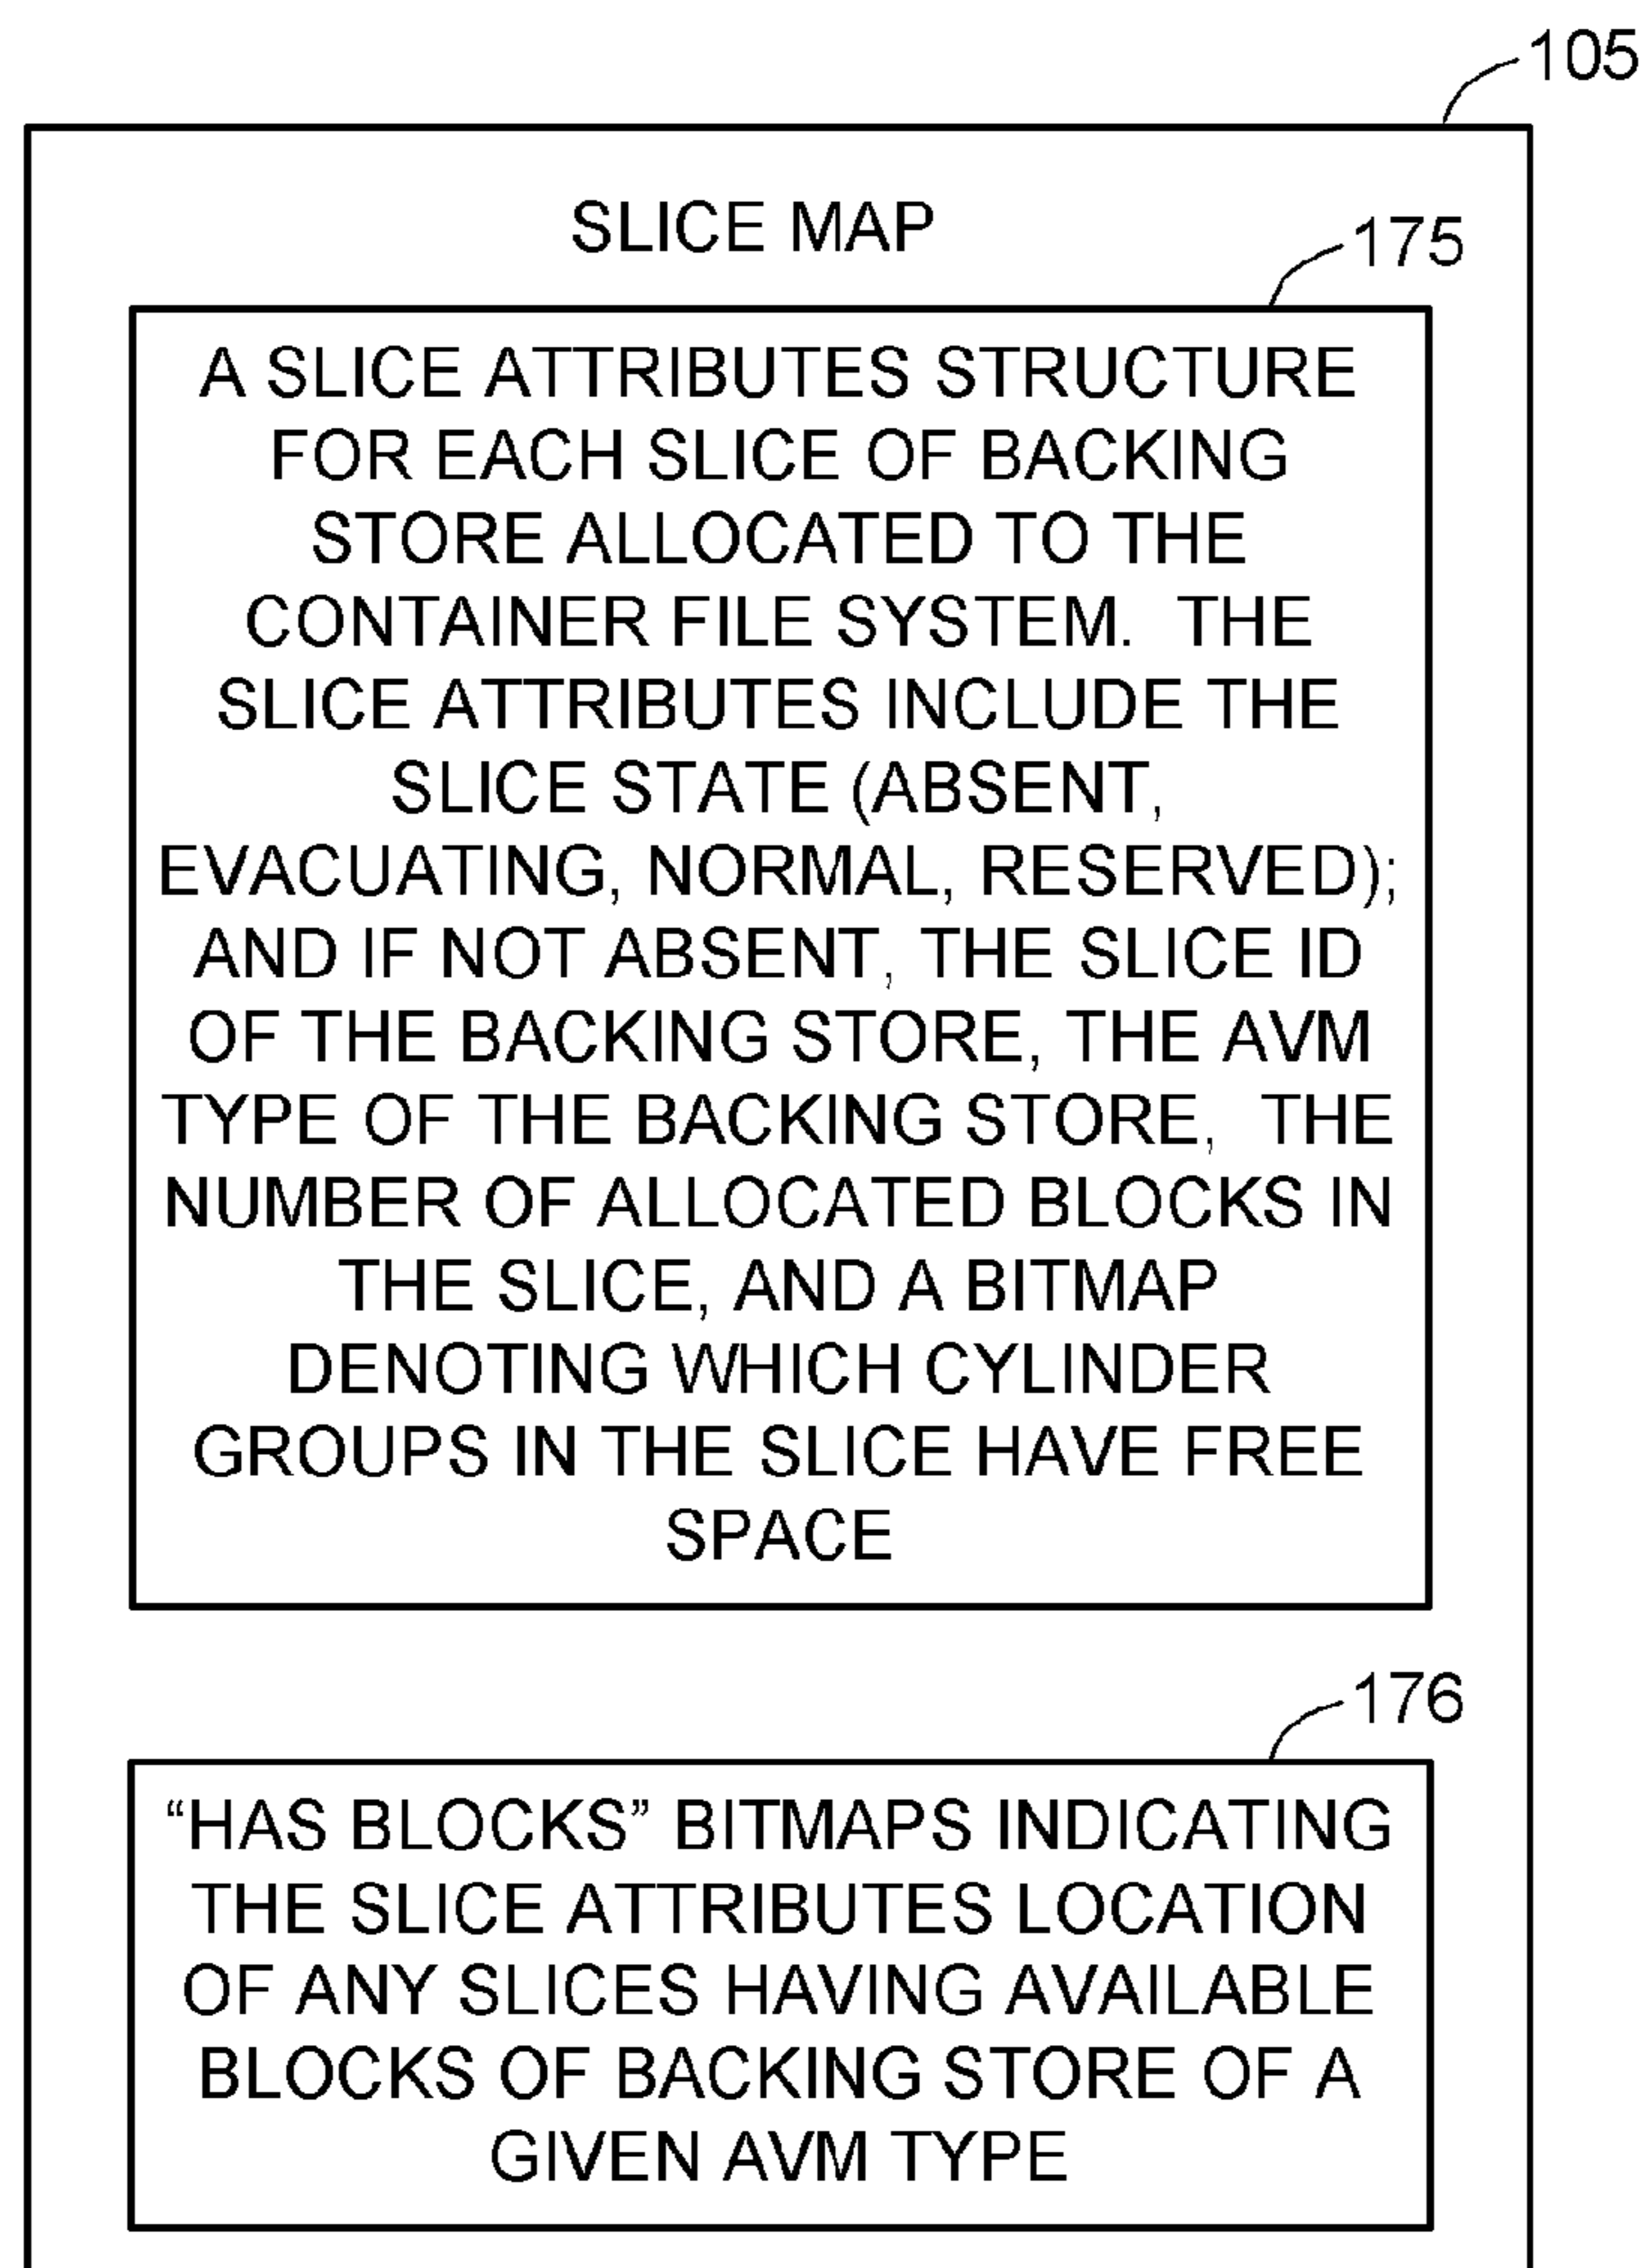 105
SLICE MAP
175
A SLICE ATTRIBUTES STRUCTURE
FOR EACH SLICE OF BACKING
STORE ALLOCATED TO THE
CONTAINER FILE SYSTEM.  THE
SLICE ATTRIBUTES INCLUDE THE
SLICE STATE (ABSENT,
EVACUATING, NORMAL, RESERVED);
AND IF NOT ABSENT, THE SLICE ID
OF THE BACKING STORE, THE AVM
TYPE OF THE BACKING STORE,  THE
NUMBER OF ALLOCATED BLOCKS IN
THE SLICE, AND A BITMAP
DENOTING WHICH CYLINDER
GROUPS IN THE SLICE HAVE FREE
SPACE
176
“HAS BLOCKS” BITMAPS INDICATING
THE SLICE ATTRIBUTES LOCATION
OF ANY SLICES HAVING AVAILABLE
BLOCKS OF BACKING STORE OF A
GIVEN AVM TYPE